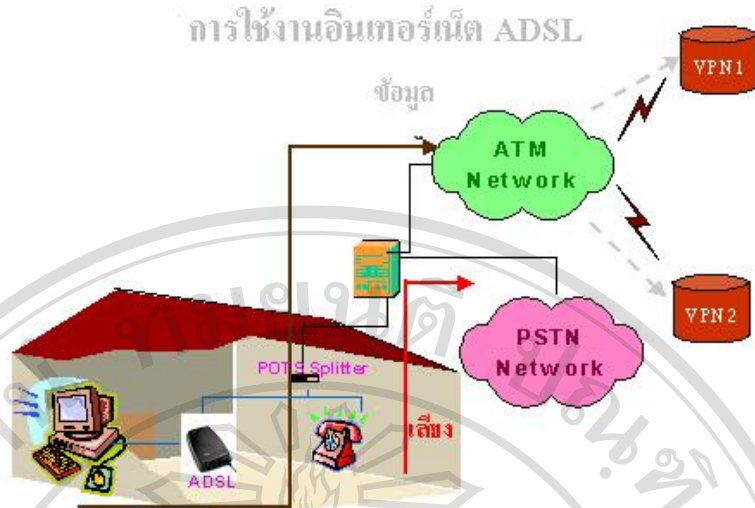 การใช้งานอินเทอร์เน็ต ADSL
ข้อมูล
VPN1
ATM
Network
VPN2
PSTN
Network
POTS Splitter
เสียง
ADSL